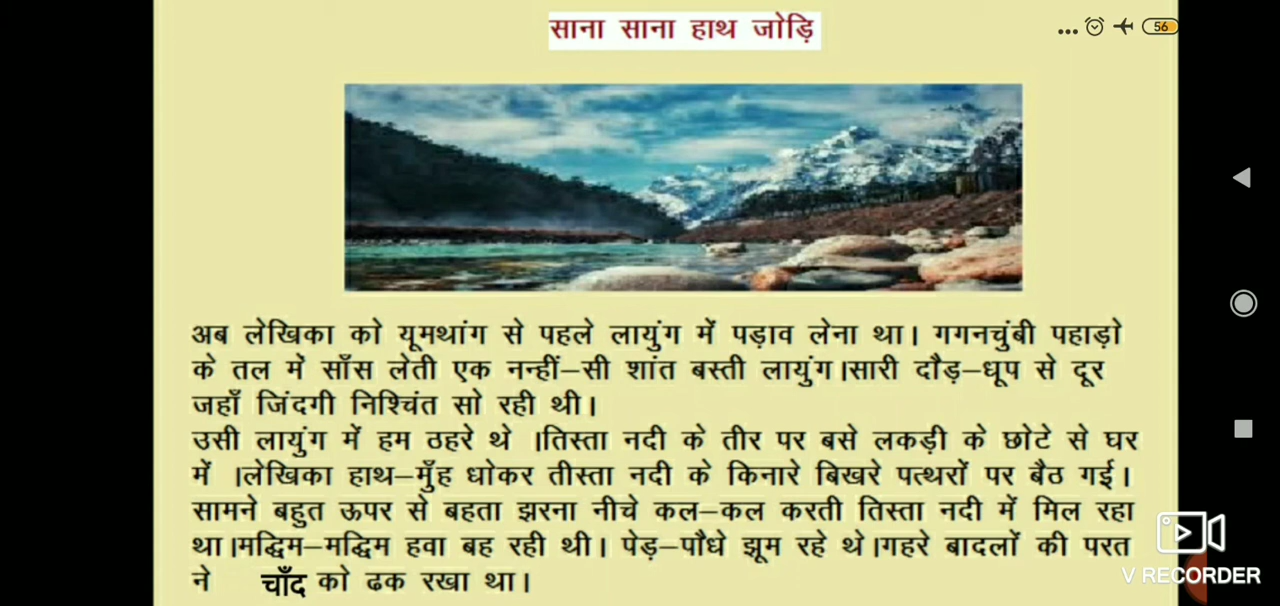 साना साना हाथ जोड़ि
56
अब लेखिका को यूमथांग से पहले लायुंग में पड़ाव लेना था। गगनचुंबी पहाड़ो
के तल में साँस लेती एक नन्हीं–सी शांत बस्ती लायुंग।सारी दौड़–धूप से दूर
जहाँ जिंदगी निश्चिंत सो रही थी।
उसी लायुंग में हम ठहरे थे ।तिस्ता नदी के तीर पर बसे लकड़ी के छोटे से घर
में ।लेखिका हाथ–मुँह धोकर तीस्ता नदी के किनारे बिखरे पत्थरों पर बैठ गई।
सामने बहुत ऊपर से बहता झरना नीचे कल–कल करती तिस्ता नदी में मिल रहा
था।मद्धिम–मद्धिम हवा बह रही थी। पेड़–पौधे झूम रहे थे।गहरे बादलों की परत
ने चाँद को ढक रखा था।
V RECORDER